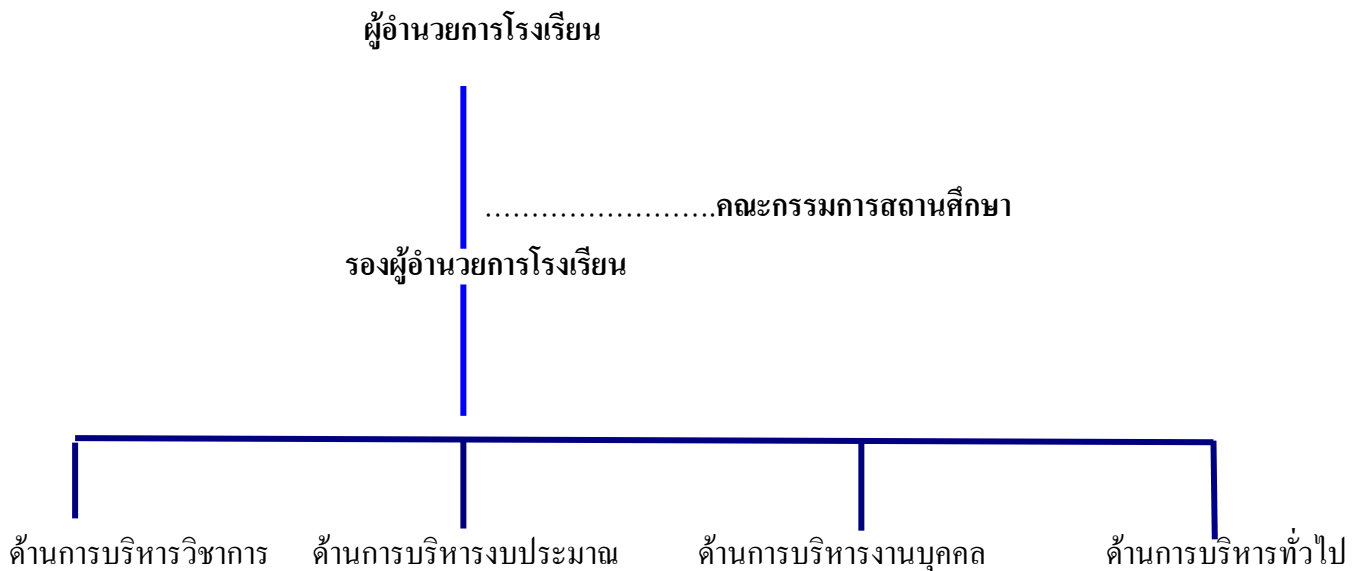 ผู้อำนวยการโรงเรียน
……………………….คณะกรรมการสถานศึกษา
รองผู้อำนวยการโรงเรียน
ด้านการบริหารวิชาการ ด้านการบริหารงบประมาณ ด้านการบริหารงานบุคคล ด้านการบริหารทั่วไป